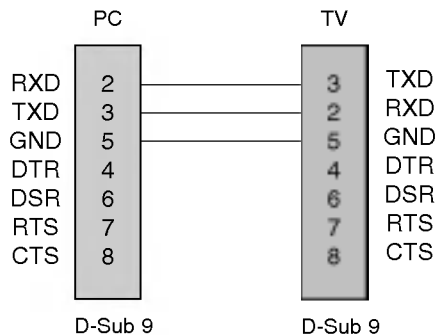 PC TV
RXD 2 3 TXD
TXD 3 2 RXD
GND 5 5 GND
DTR 4 4 DTR
DSR 6 6 DSR
RTS 7 7 RTS
CTS 8 8 CTS
D-Sub 9 D-Sub 9